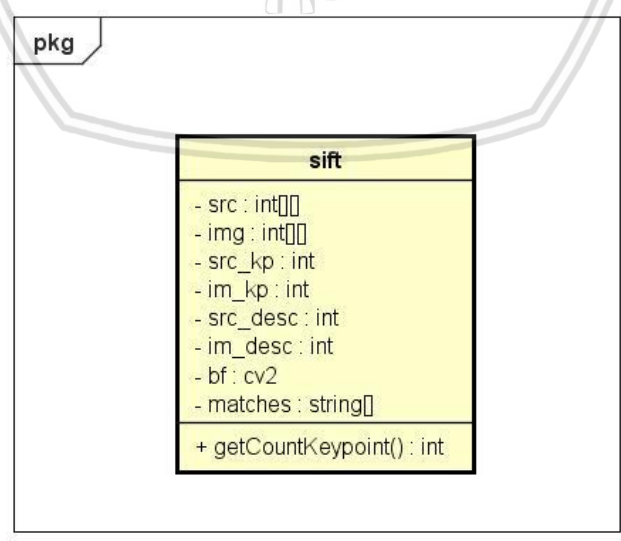 pkg
sift
- src : int[][]
- img : int[][]
- src_kp : int
- im_kp : int
- src_desc : int
- im_desc : int
- bf : cv2
- matches : string[]
+ getCountKeypoint() : int